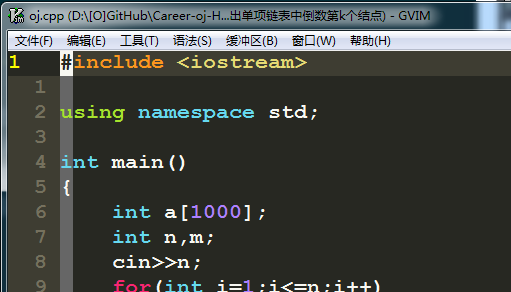 oj.cpp (D:\[O]GitHub\Career-oj-H...出单项链表中倒数第k个结点) - GVIM
文件(F) 编辑(E) 工具(T) 语法(S) 缓冲区(B) 窗口(W) 帮助(H)
1 #include <iostream>
1
2 using namespace std;
3
4 int main()
5 {
6 int a[1000];
7 int n,m;
8 cin>>n;
9 for(int i=1;i<=n;i++)